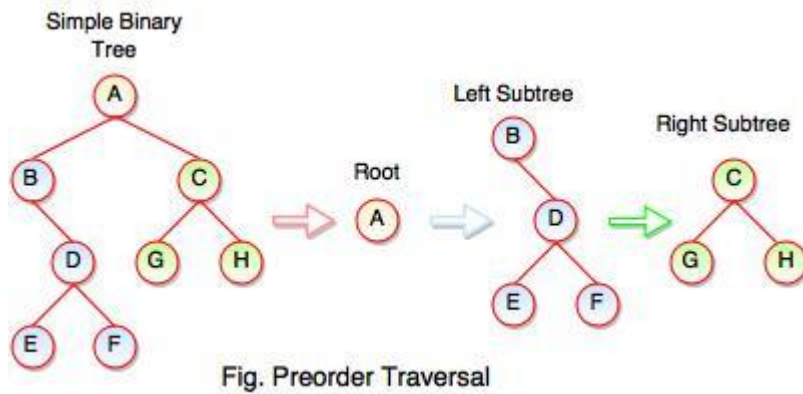 Simple Binary
Tree
A
B
C
D
G
H
E
F
Root
A
Left Subtree
B
D
E
F
Right Subtree
C
G
H
Fig. Preorder Traversal